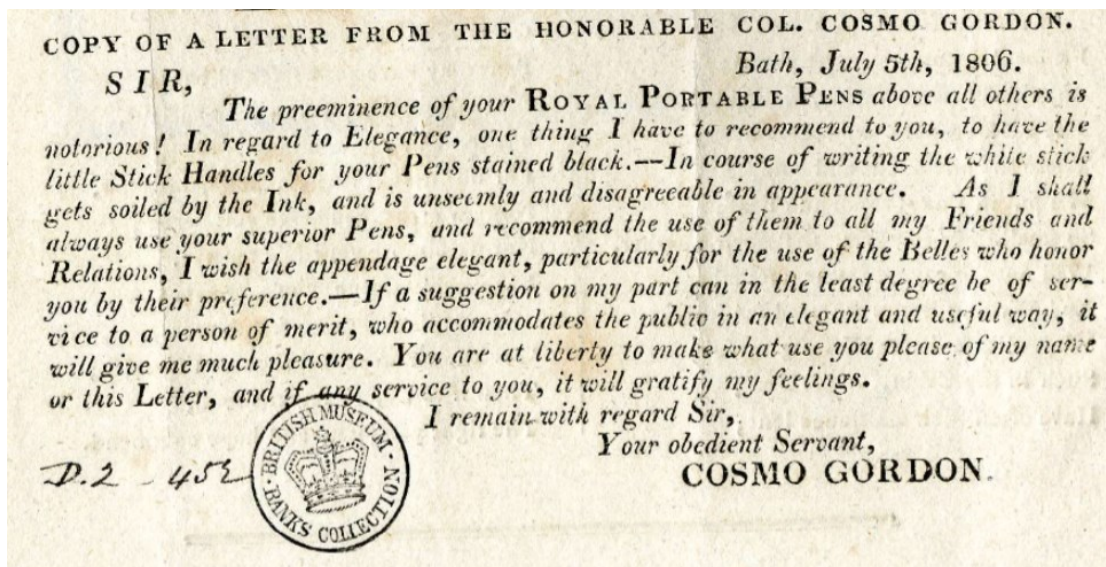 COPY OF A LETTER FROM THE HONORABLE COL. COSMO GORDON.
Bath, July 5th, 1806.
SIR,
The preeminence of your ROYAL PORTABLE PENS above all others is
notorious! In regard to Elegance, one thing I have to recommend to you, to have the
little Stick Handles for your Pens stained black.—In course of writing the white stick
gets soiled by the Ink, and is unseemly and disagreeable in appearance. As I shall
always use your superior Pens, and recommend the use of them to all my Friends and
Relations, I wish the appendage elegant, particularly for the use of the Belles who honor
you by their preference.—If a suggestion on my part can in the least degree be of ser-
vice to a person of merit, who accommodates the public in an elegant and useful way, it
will give me much pleasure. You are at liberty to make what use you please of my name
or this Letter, and if any service to you, it will gratify my feelings.
I remain with regard Sir,
Your obedient Servant,
COSMO GORDON.
D.2 - 452
BRITISH MUSEUM
BANKS COLLECTION